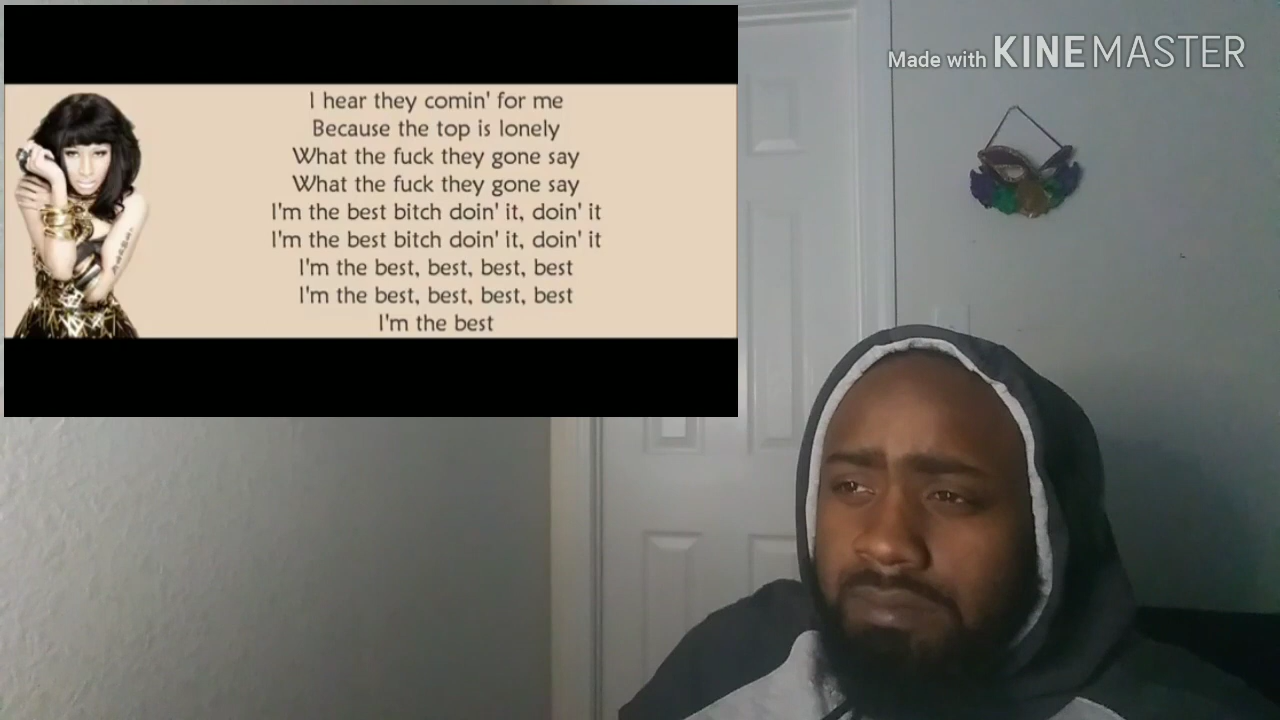 Made with KINEMASTER
I hear they comin' for me
Because the top is lonely
What the fuck they gone say
What the fuck they gone say
I'm the best bitch doin' it, doin' it
I'm the best bitch doin' it, doin' it
I'm the best, best, best, best
I'm the best, best, best, best
I'm the best